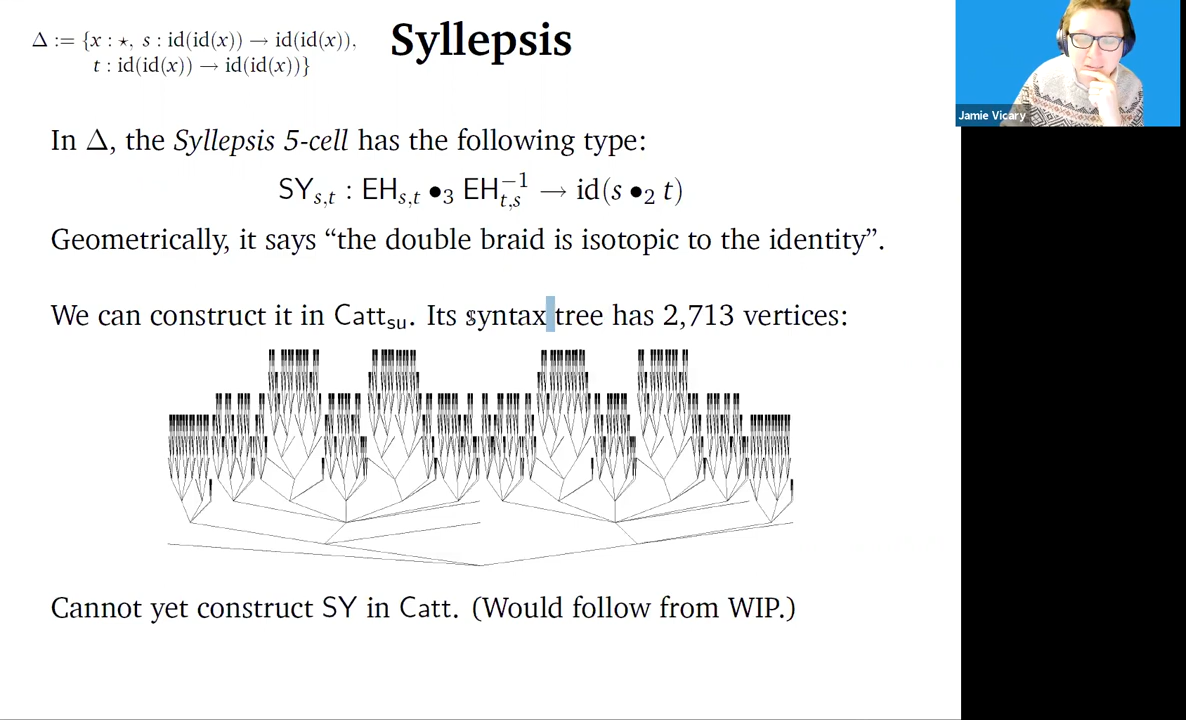 Δ := {x : ⋆, s : id(id(x)) → id(id(x)),
t : id(id(x)) → id(id(x))}
Syllepsis
Jamie Vicary
In Δ, the Syllepsis 5-cell has the following type:
SY_{s,t} : EH_{s,t} •₃ EH_{t,s}^{−1} → id(s •₂ t)
Geometrically, it says “the double braid is isotopic to the identity”.
We can construct it in Catt_{su}. Its syntax tree has 2,713 vertices:
Cannot yet construct SY in Catt. (Would follow from WIP.)